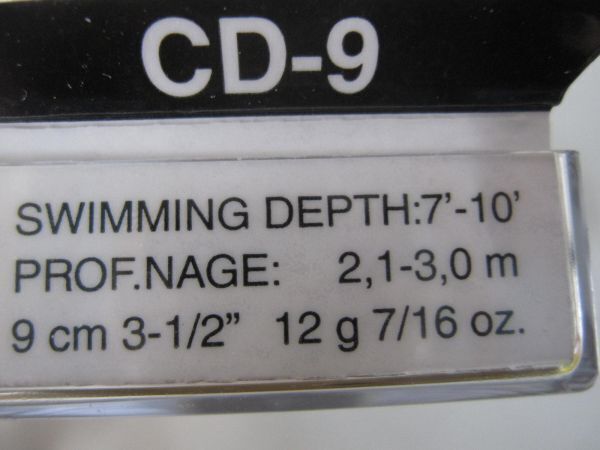 CD-9
SWIMMING DEPTH:7'-10'
PROF.NAGE: 2,1-3,0 m
9 cm 3-1/2” 12 g 7/16 oz.